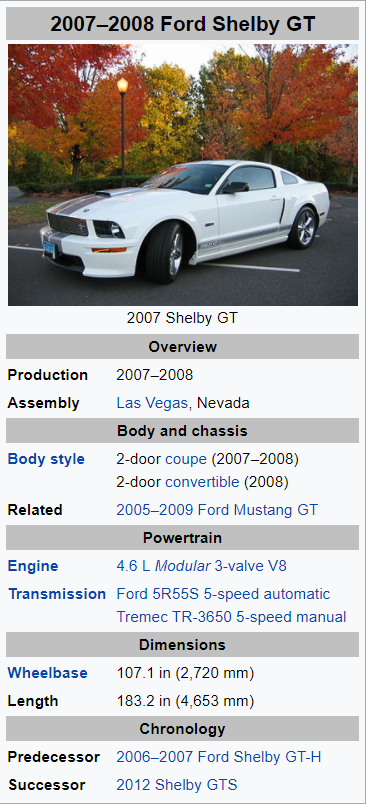 2007–2008 Ford Shelby GT
2007 Shelby GT
Overview
Production 2007–2008
Assembly Las Vegas, Nevada
Body and chassis
Body style 2-door coupe (2007–2008)
2-door convertible (2008)
Related 2005–2009 Ford Mustang GT
Powertrain
Engine 4.6 L Modular 3-valve V8
Transmission Ford 5R55S 5-speed automatic
Tremec TR-3650 5-speed manual
Dimensions
Wheelbase 107.1 in (2,720 mm)
Length 183.2 in (4,653 mm)
Chronology
Predecessor 2006–2007 Ford Shelby GT-H
Successor 2012 Shelby GTS